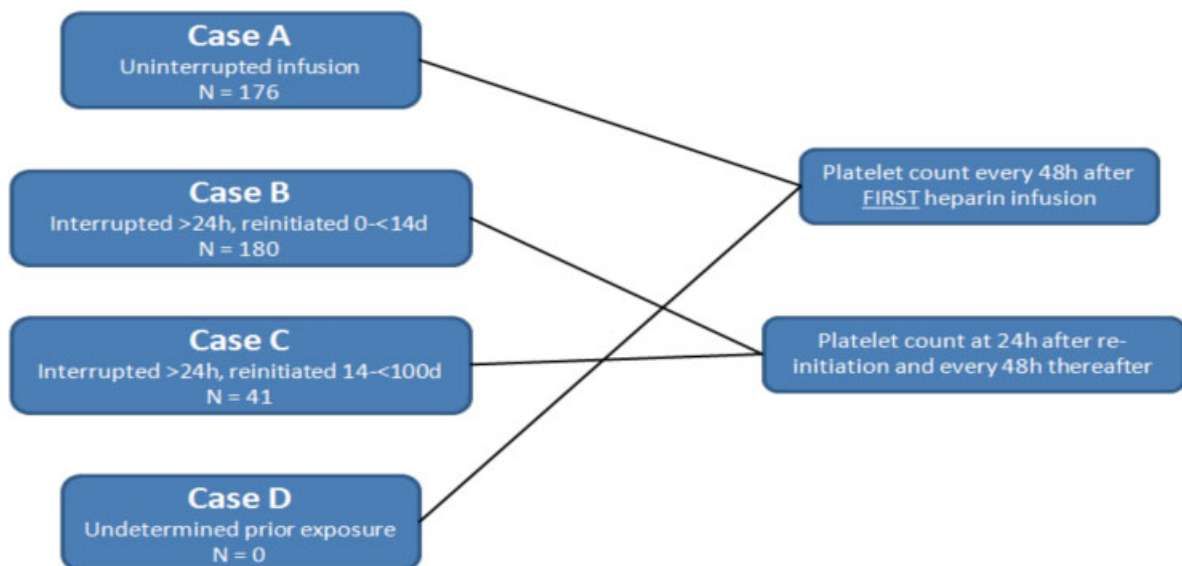 Case A
Uninterrupted infusion
N = 176
Case B
Interrupted >24h, reinitiated 0-<14d
N = 180
Case C
Interrupted >24h, reinitiated 14-<100d
N = 41
Case D
Undetermined prior exposure
N = 0
Platelet count every 48h after
FIRST heparin infusion
Platelet count at 24h after re-
initiation and every 48h thereafter